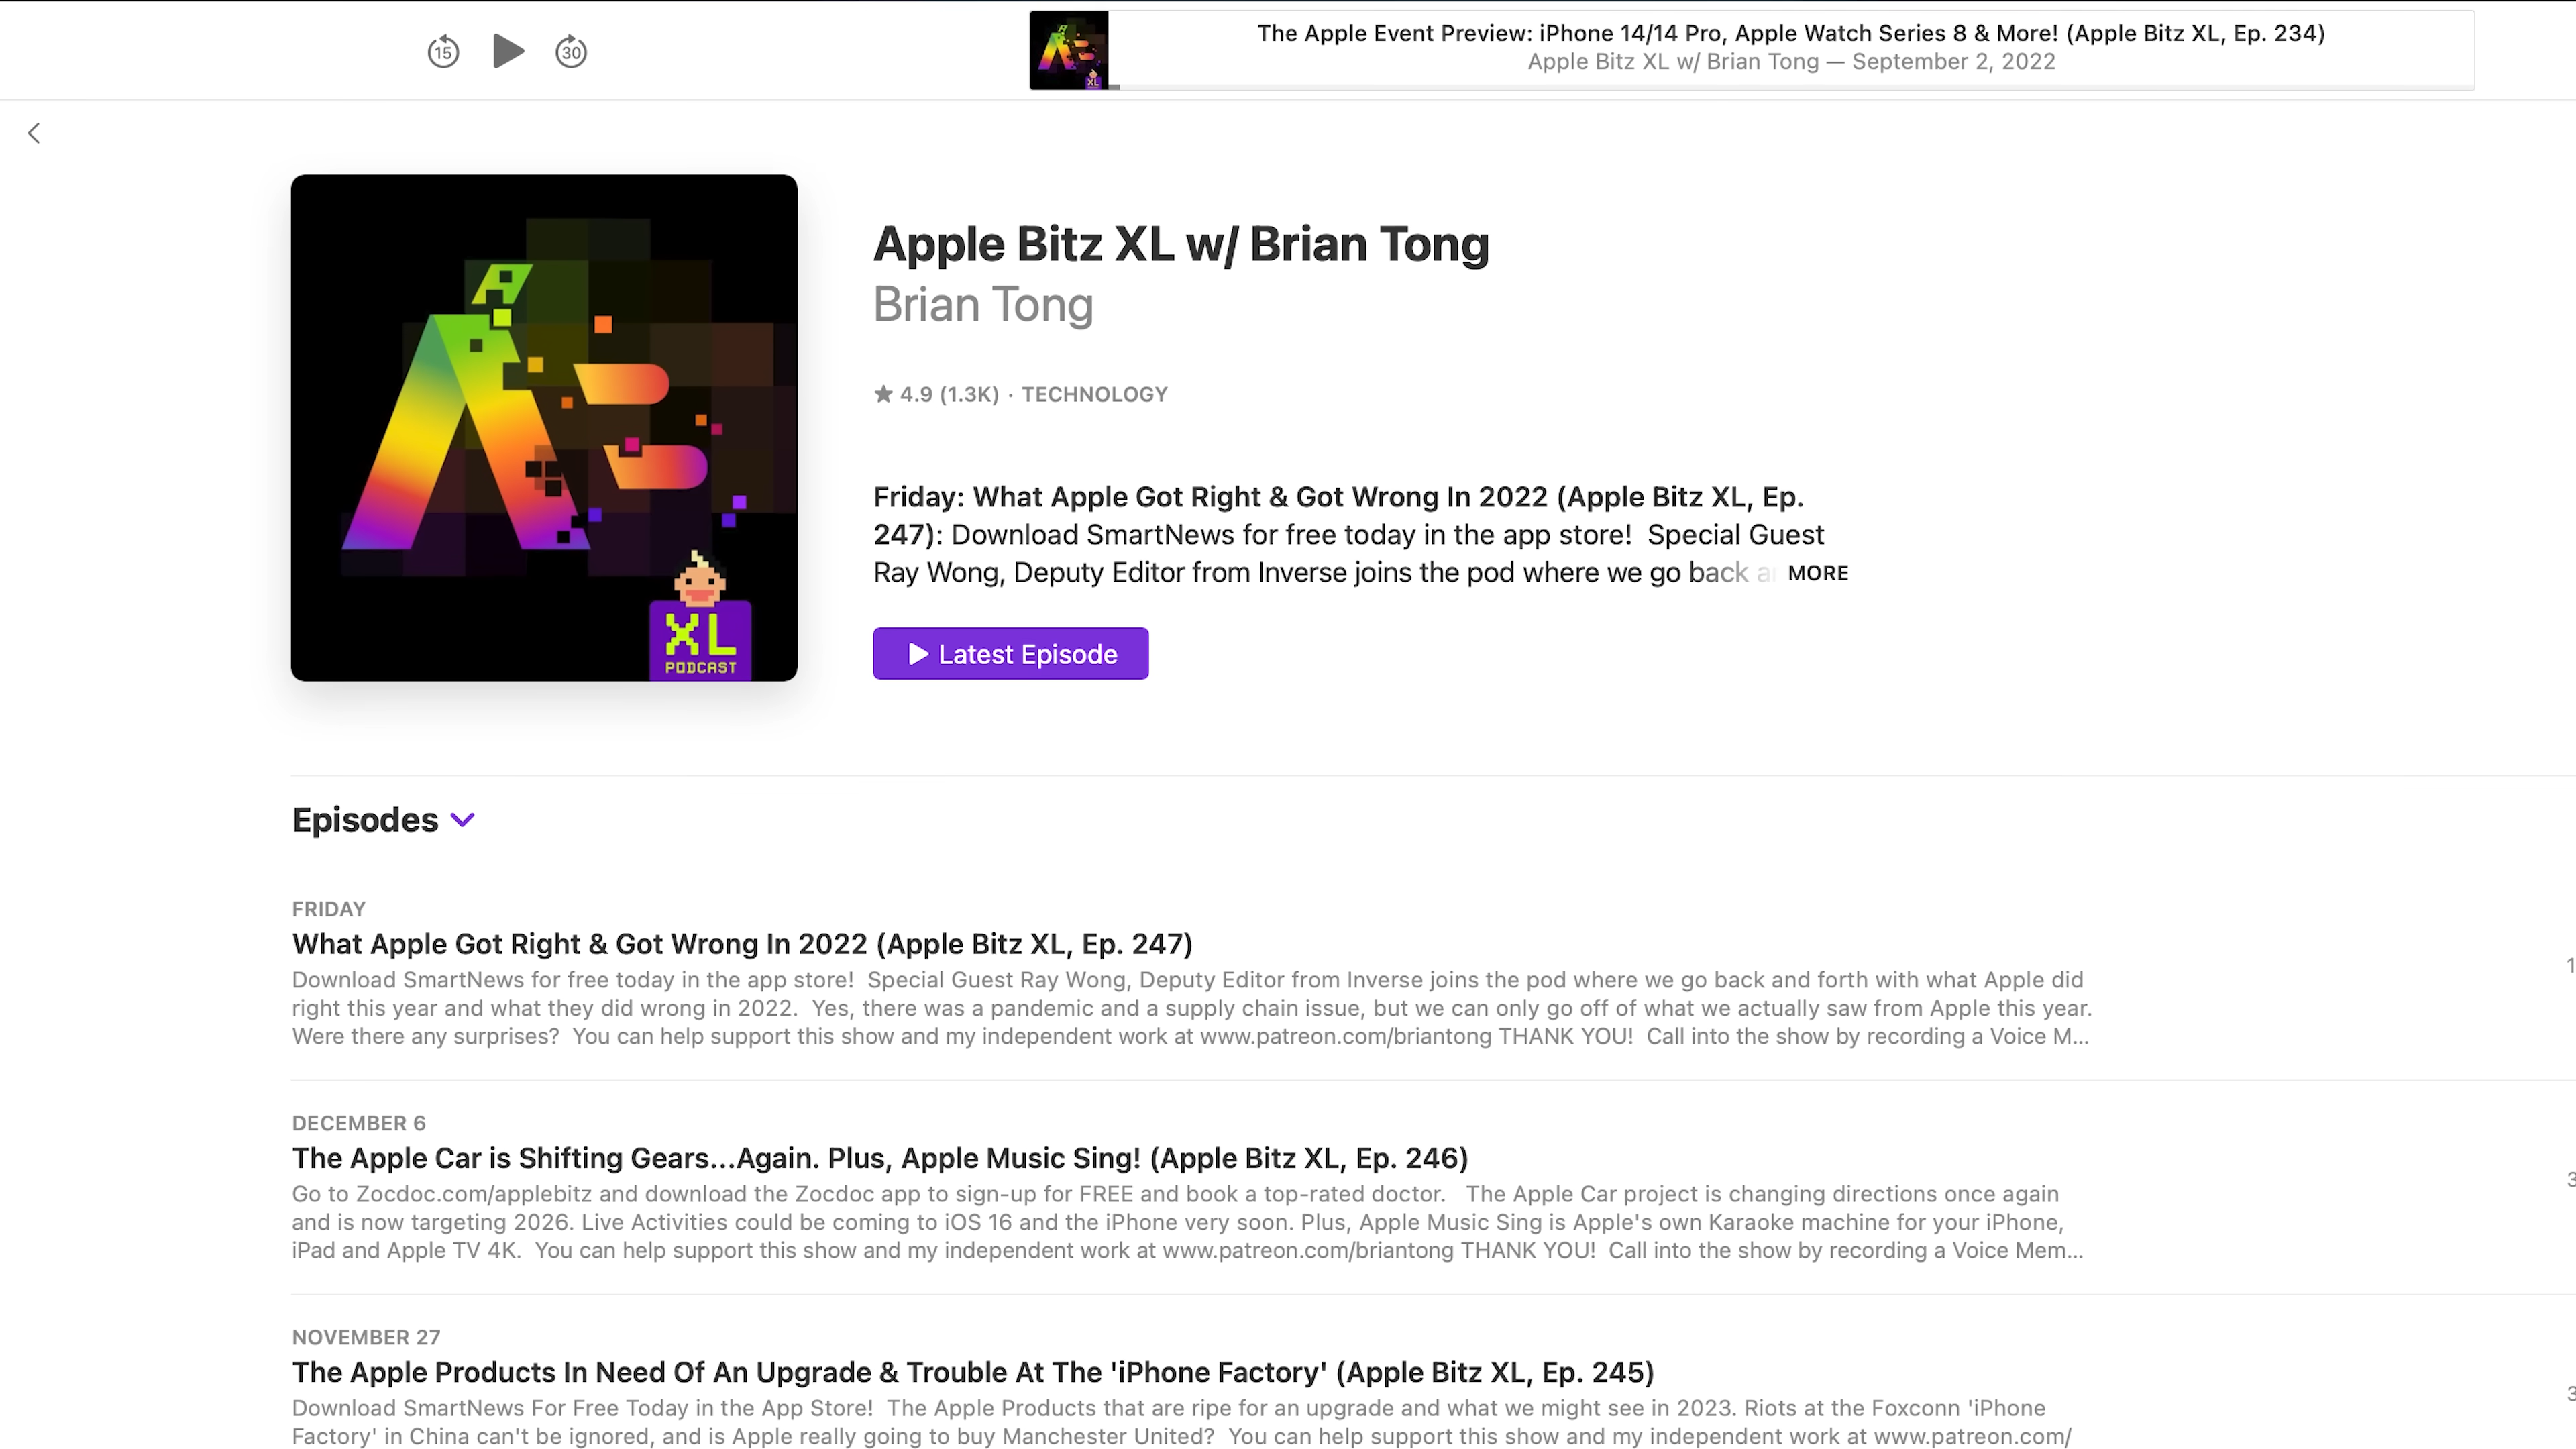 15
30
The Apple Event Preview: iPhone 14/14 Pro, Apple Watch Series 8 & More! (Apple Bitz XL, Ep. 234)
Apple Bitz XL w/ Brian Tong — September 2, 2022
XL
Apple Bitz XL w/ Brian Tong
Brian Tong
★ 4.9 (1.3K) · TECHNOLOGY
Friday: What Apple Got Right & Got Wrong In 2022 (Apple Bitz XL, Ep.
247): Download SmartNews for free today in the app store!  Special Guest
Ray Wong, Deputy Editor from Inverse joins the pod where we go back a MORE
XL
PODCAST
Latest Episode
Episodes
FRIDAY
What Apple Got Right & Got Wrong In 2022 (Apple Bitz XL, Ep. 247)
Download SmartNews for free today in the app store!  Special Guest Ray Wong, Deputy Editor from Inverse joins the pod where we go back and forth with what Apple did
right this year and what they did wrong in 2022.  Yes, there was a pandemic and a supply chain issue, but we can only go off of what we actually saw from Apple this year.
Were there any surprises?  You can help support this show and my independent work at www.patreon.com/briantong THANK YOU!  Call into the show by recording a Voice M...
DECEMBER 6
The Apple Car is Shifting Gears...Again. Plus, Apple Music Sing! (Apple Bitz XL, Ep. 246)
Go to Zocdoc.com/applebitz and download the Zocdoc app to sign-up for FREE and book a top-rated doctor.   The Apple Car project is changing directions once again
and is now targeting 2026. Live Activities could be coming to iOS 16 and the iPhone very soon. Plus, Apple Music Sing is Apple's own Karaoke machine for your iPhone,
iPad and Apple TV 4K.  You can help support this show and my independent work at www.patreon.com/briantong THANK YOU!  Call into the show by recording a Voice Mem...
NOVEMBER 27
The Apple Products In Need Of An Upgrade & Trouble At The 'iPhone Factory' (Apple Bitz XL, Ep. 245)
Download SmartNews For Free Today in the App Store!  The Apple Products that are ripe for an upgrade and what we might see in 2023. Riots at the Foxconn 'iPhone
Factory' in China can't be ignored, and is Apple really going to buy Manchester United?  You can help support this show and my independent work at www.patreon.com/